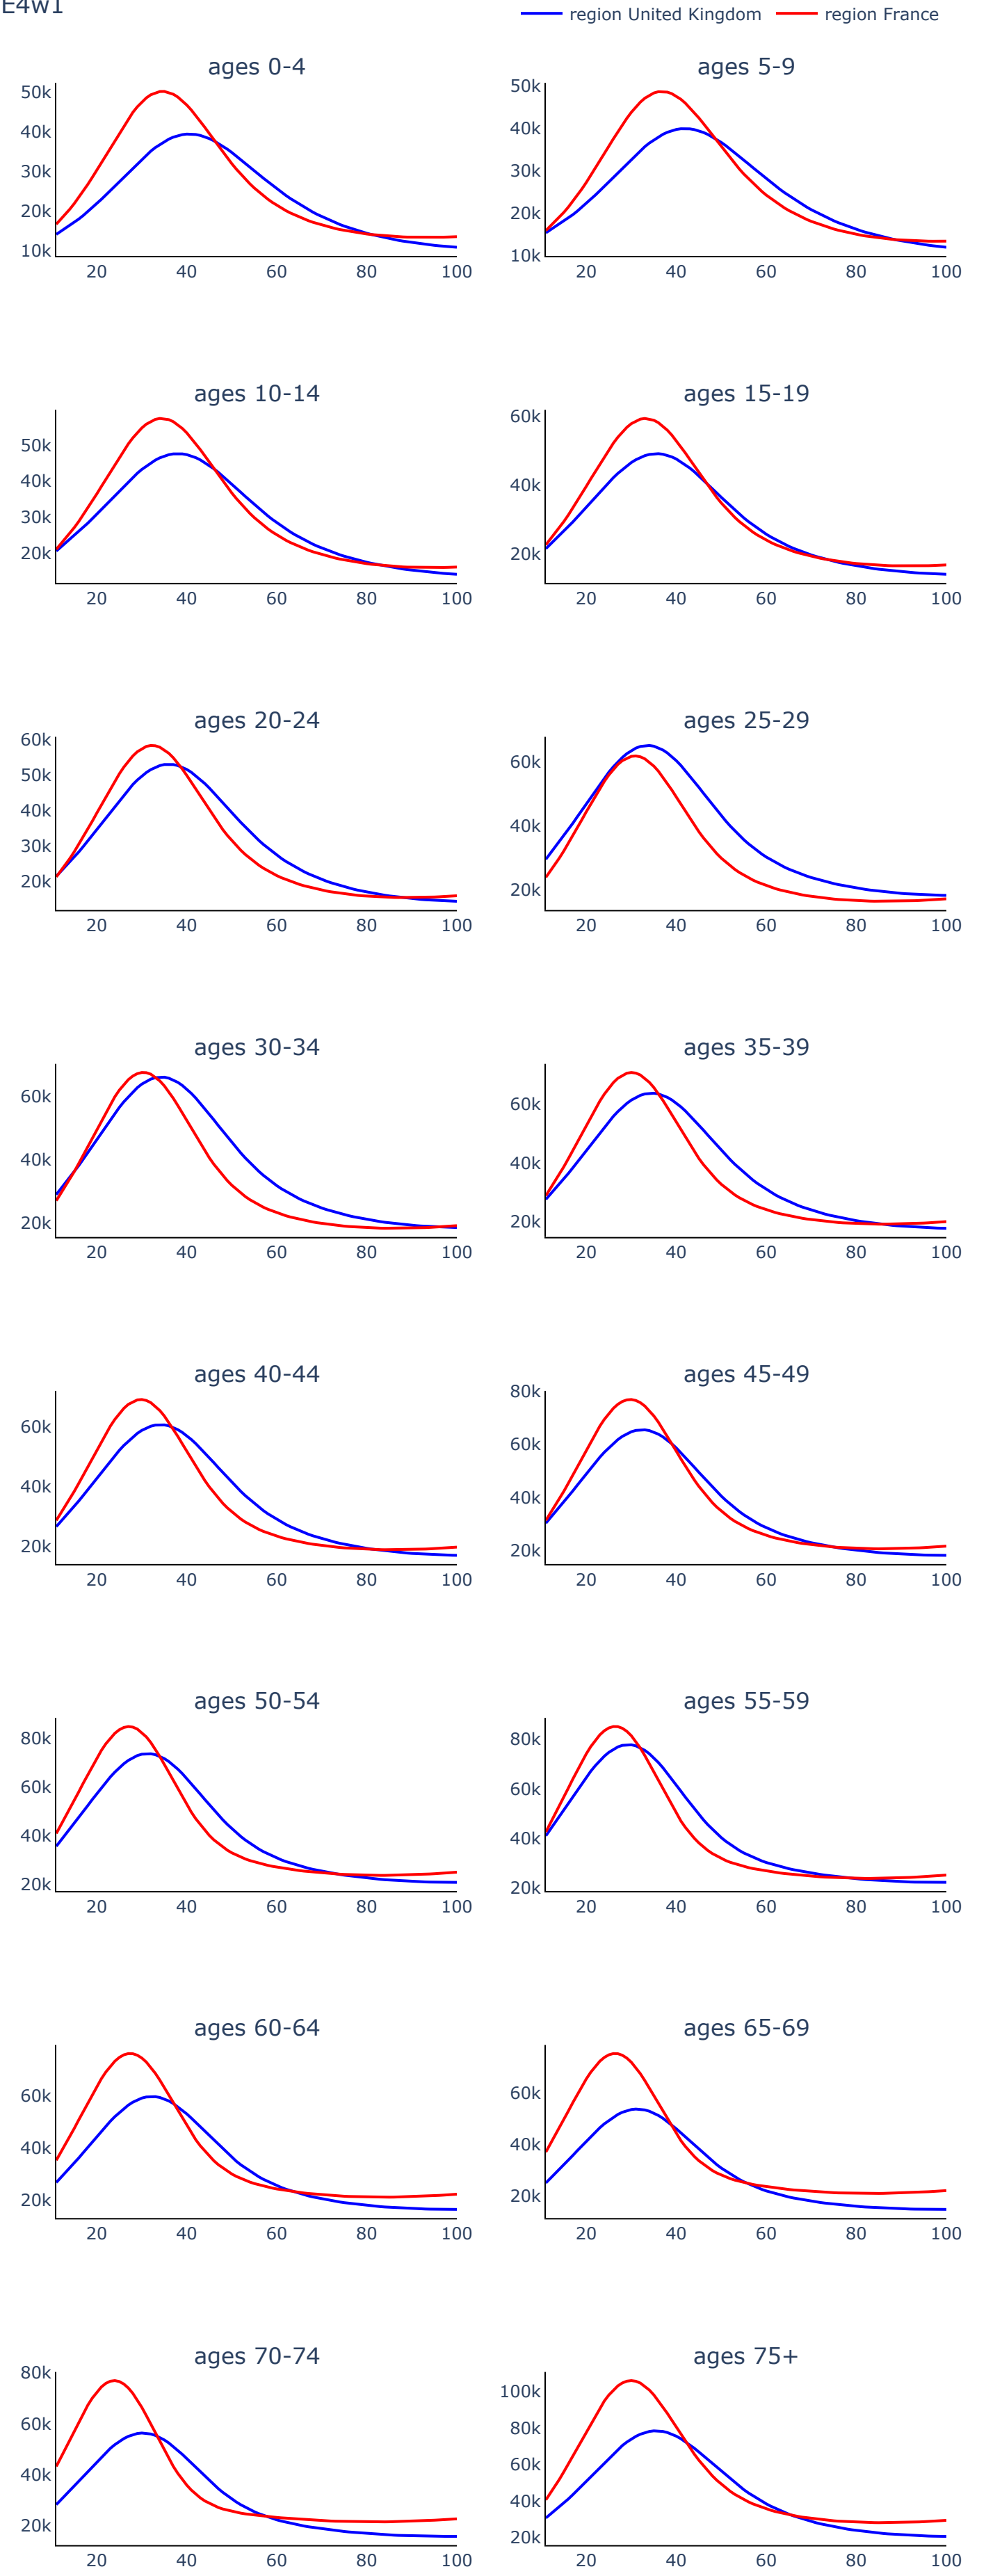 E4w1
region United Kingdom region France
ages 0-4 ages 5-9
50k
40k
30k
20k
10k
20 40 60 80 100
50k
40k
30k
20k
10k
20 40 60 80 100
ages 10-14 ages 15-19
50k
40k
30k
20k
20 40 60 80 100
60k
40k
20k
20 40 60 80 100
ages 20-24 ages 25-29
60k
50k
40k
30k
20k
20 40 60 80 100
60k
40k
20k
20 40 60 80 100
ages 30-34 ages 35-39
60k
40k
20k
20 40 60 80 100
60k
40k
20k
20 40 60 80 100
ages 40-44 ages 45-49
60k
40k
20k
20 40 60 80 100
80k
60k
40k
20k
20 40 60 80 100
ages 50-54 ages 55-59
80k
60k
40k
20k
20 40 60 80 100
80k
60k
40k
20k
20 40 60 80 100
ages 60-64 ages 65-69
60k
40k
20k
20 40 60 80 100
60k
40k
20k
20 40 60 80 100
ages 70-74 ages 75+
80k
60k
40k
20k
20 40 60 80 100
100k
80k
60k
40k
20k
20 40 60 80 100